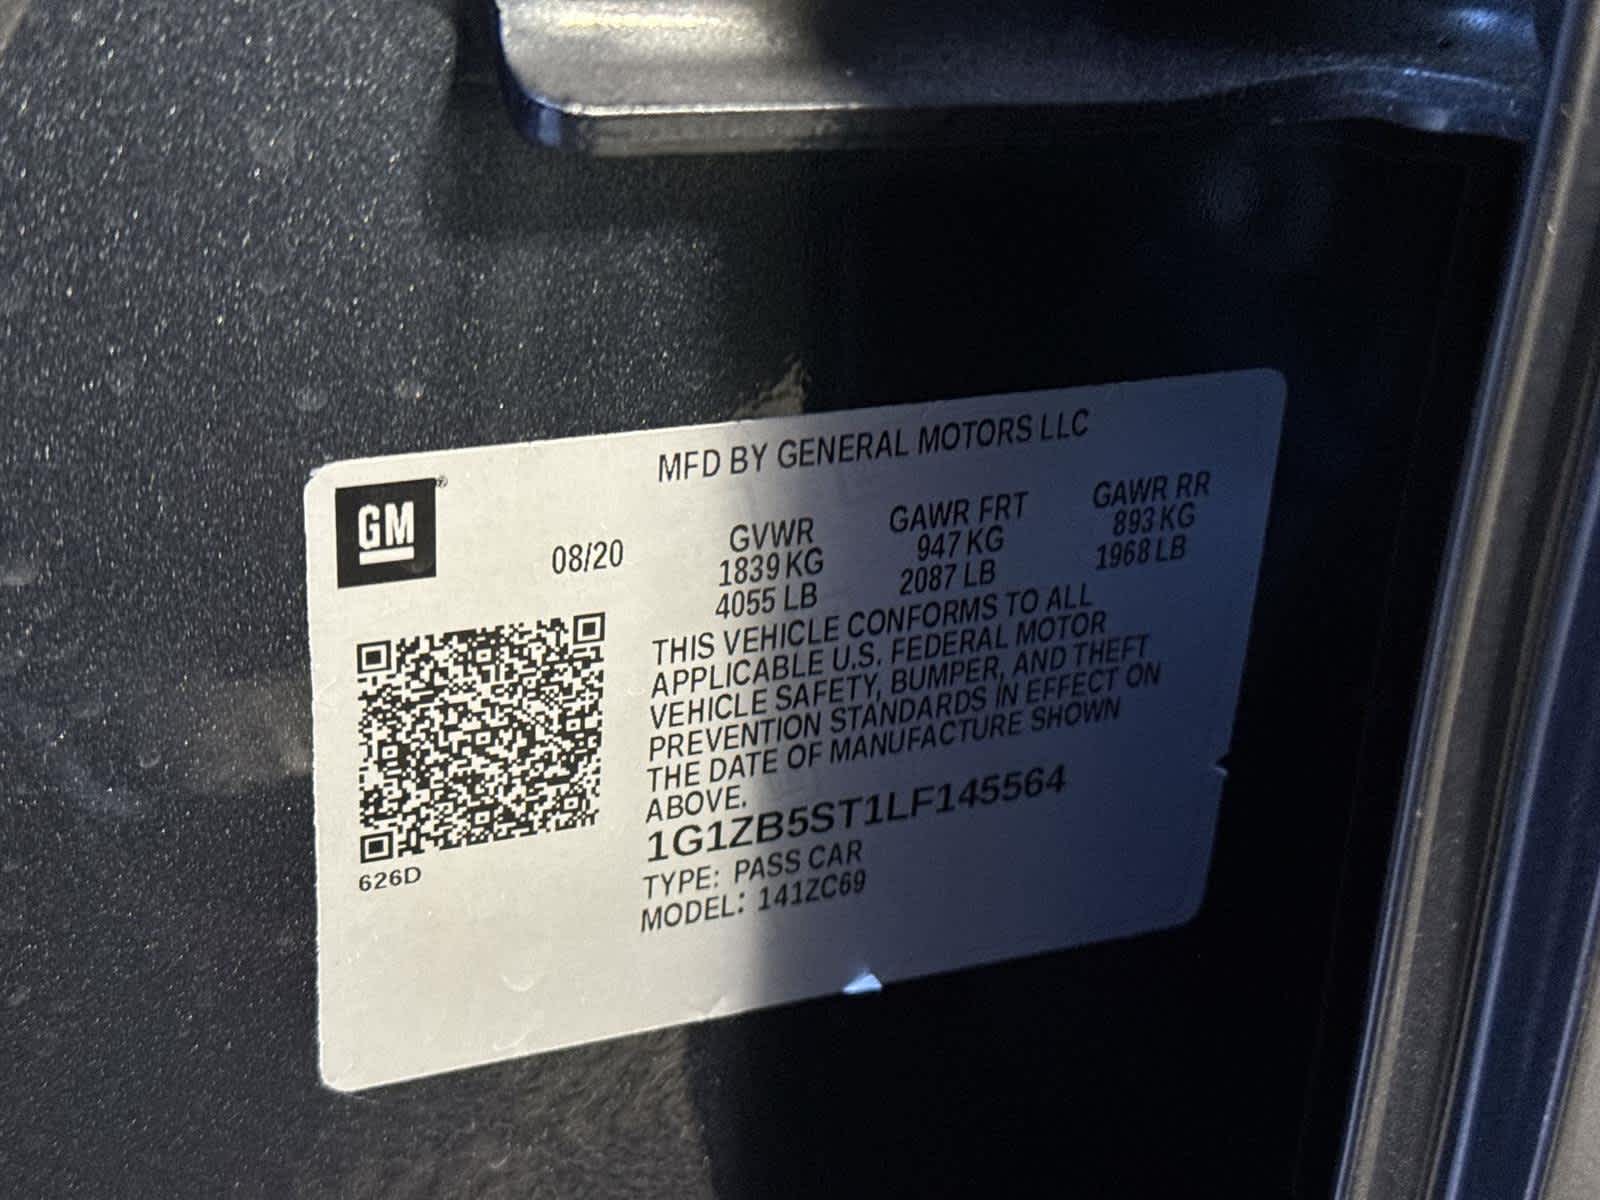 MFD BY GENERAL MOTORS LLC
GM®
08/20
GVWR GAWR FRT GAWR RR
1839 KG 947 KG 893 KG
4055 LB 2087 LB 1968 LB
THIS VEHICLE CONFORMS TO ALL
APPLICABLE U.S. FEDERAL MOTOR
VEHICLE SAFETY, BUMPER, AND THEFT
PREVENTION STANDARDS IN EFFECT ON
THE DATE OF MANUFACTURE SHOWN
ABOVE.
1G1ZB5ST1LF145564
TYPE: PASS CAR
MODEL: 141ZC69
626D